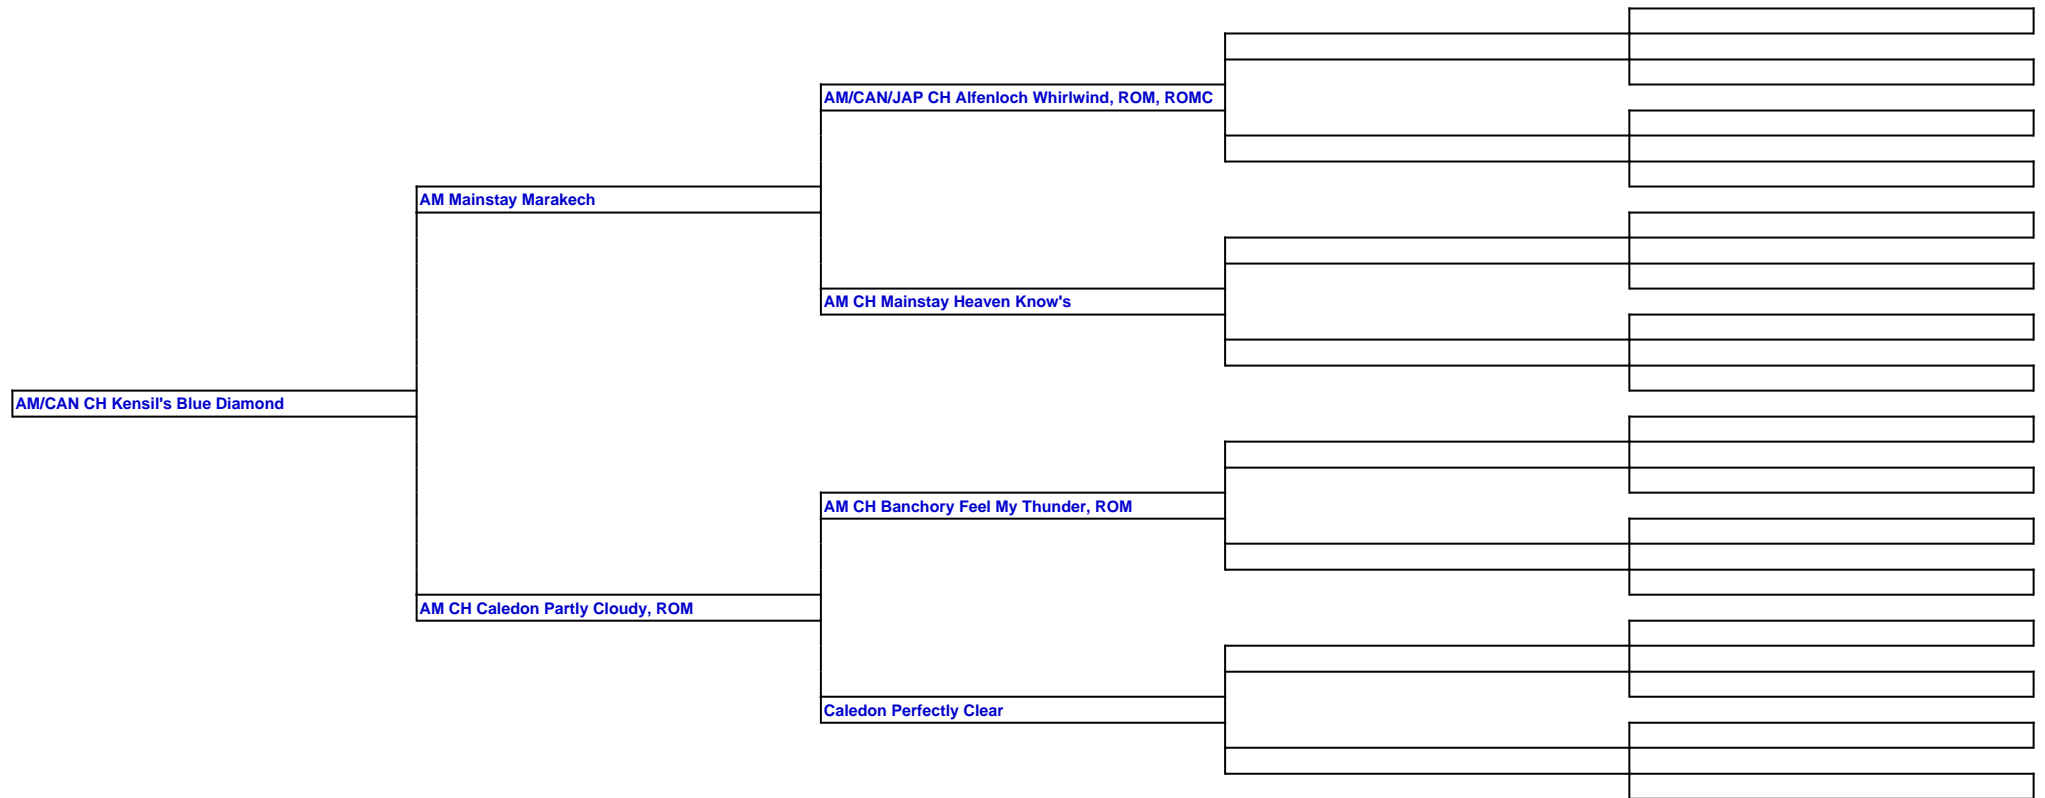 AM/CAN/JAP CH Alfenloch Whirlwind, ROM, ROMC
AM Mainstay Marakech
AM CH Mainstay Heaven Know's
AM/CAN CH Kensil's Blue Diamond
AM CH Banchory Feel My Thunder, ROM
AM CH Caledon Partly Cloudy, ROM
Caledon Perfectly Clear